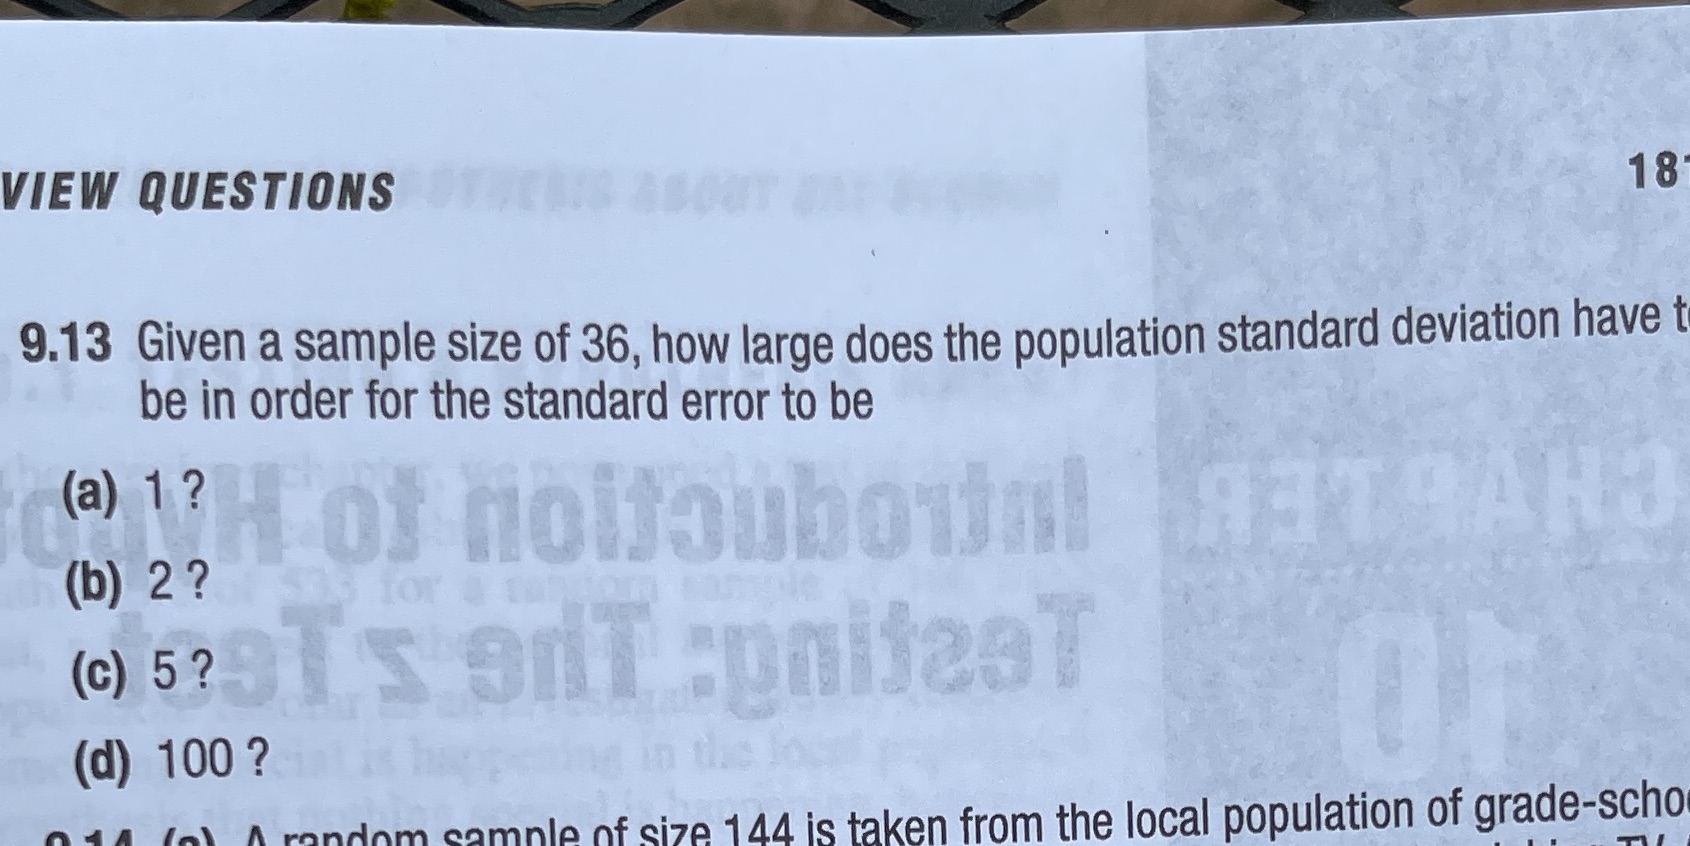 VIEW QUESTIONS
18
9.13 Given a sample size of 36, how large does the population standard deviation have t
be in order for the standard error to be
(a) 1 ?
(b) 2 ?
(c) 5 ?
(d) 100 ?
9.14 (a) A random sample of size 144 is taken from the local population of grade-scho